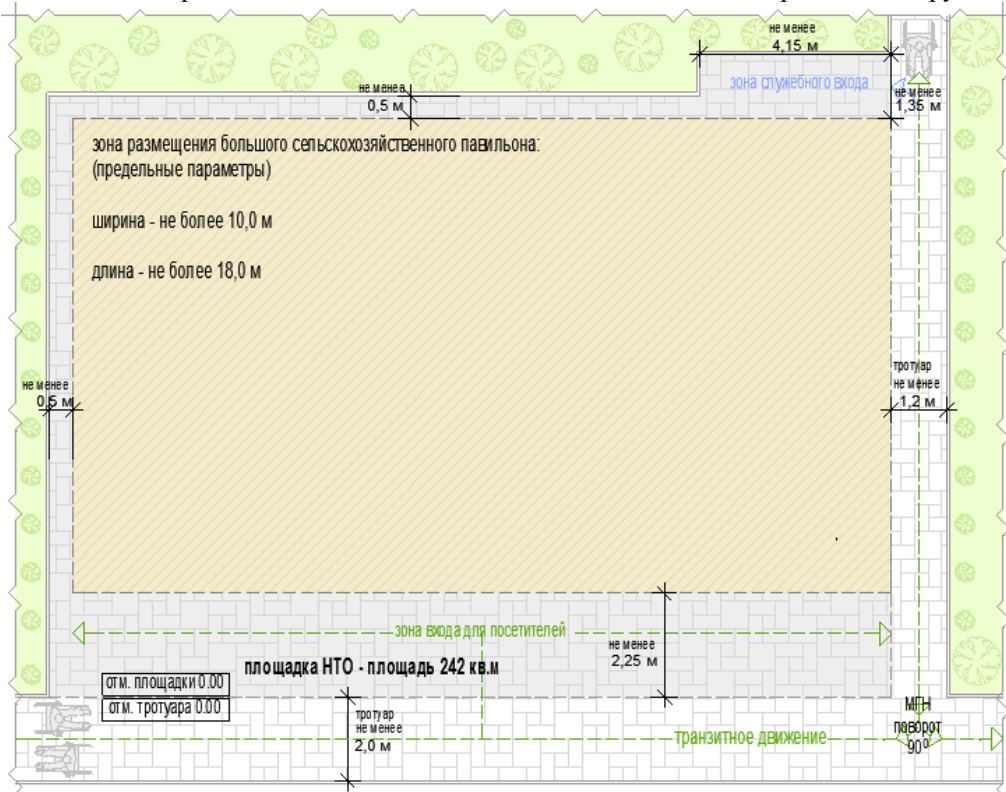 не менее
4,15 м
зона служебного входа
не менее
0,5 м
не менее
1,35 м
зона размещения большого сельскохозяйственного павильона:
(предельные параметры)
ширина - не более 10,0 м
длина - не более 18,0 м
не менее
0,5 м
тротуар
не менее
1,2 м
зона входа для посетителей
не менее
2,25 м
площадка НТО - площадь 242 кв.м
отм. площадки 0.00
отм. тротуара 0.00
тротуар
не менее
2,0 м
транзитное движение
МГН
поворот
90⁰